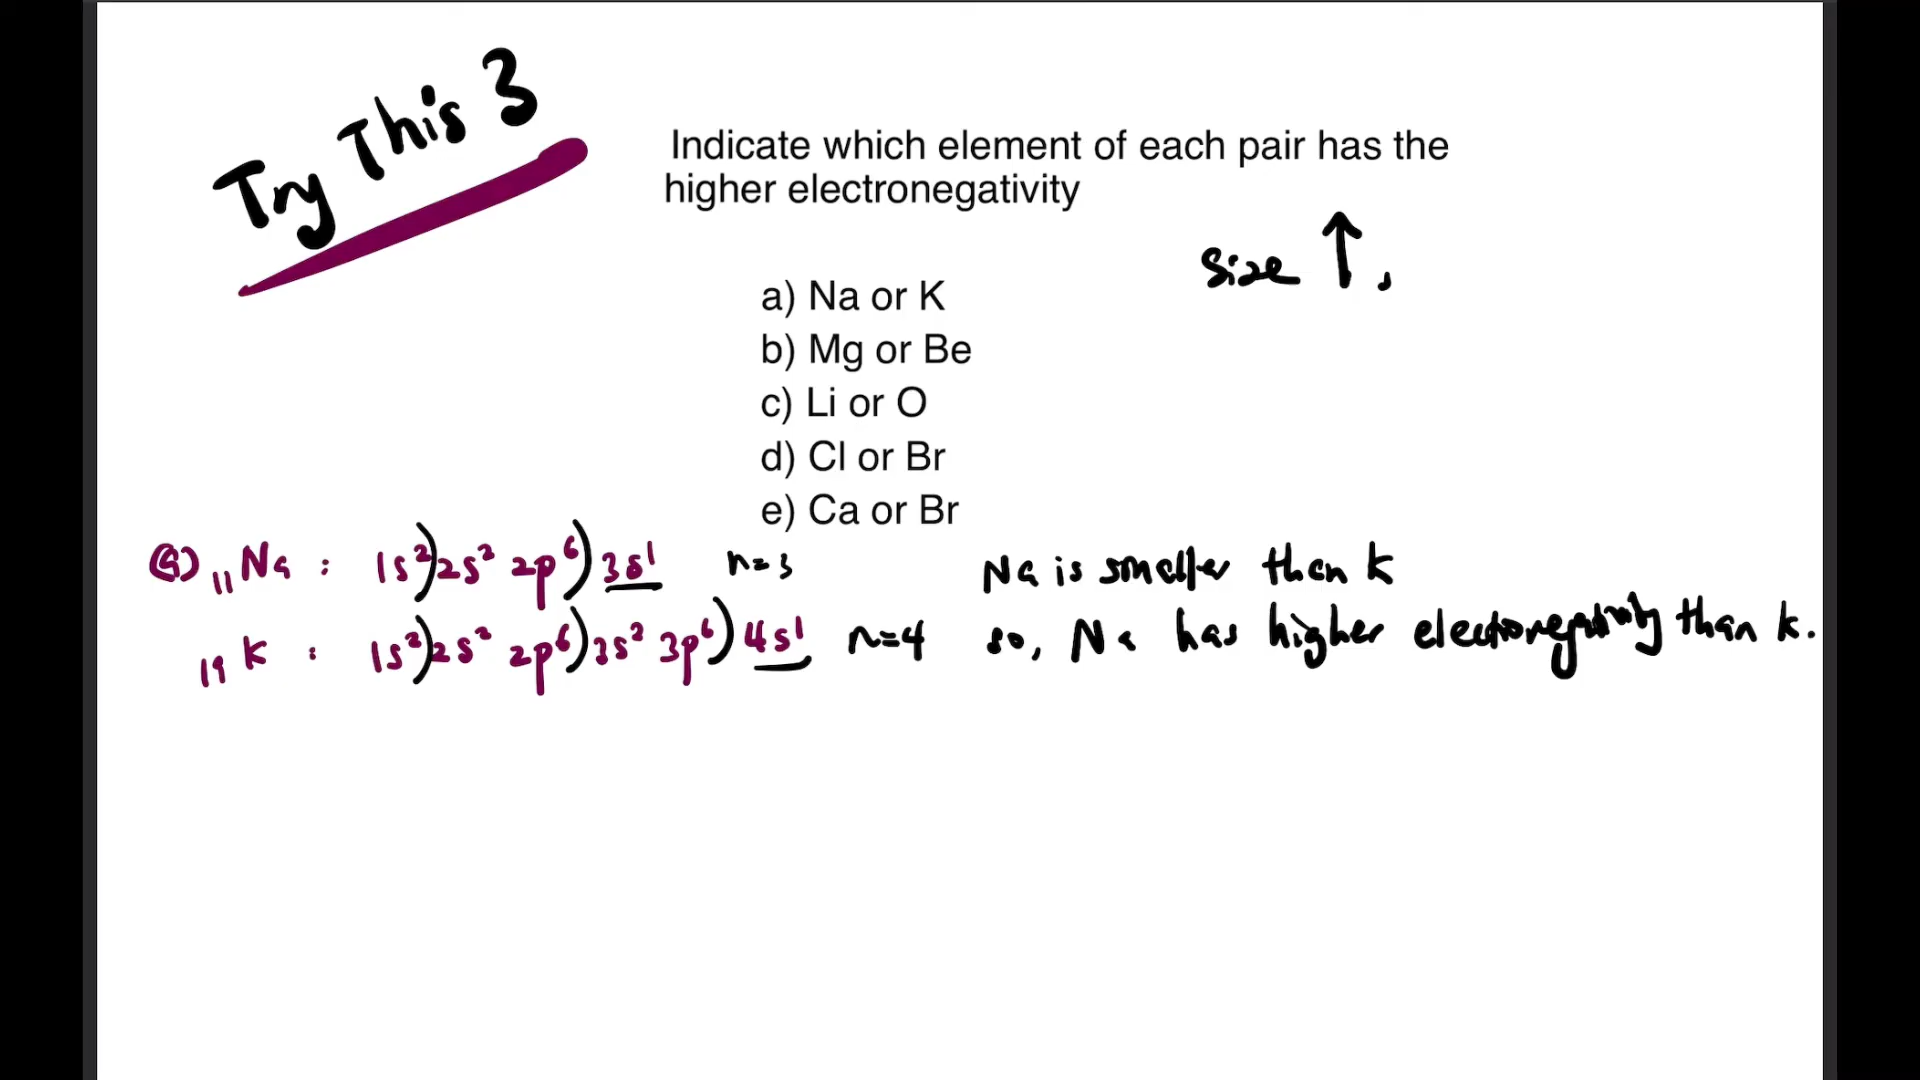 Try This 3
Indicate which element of each pair has the
higher electronegativity
size ↑ ,
a) Na or K
b) Mg or Be
c) Li or O
d) Cl or Br
e) Ca or Br
a) ₁₁Na : 1s²)2s² 2p⁶)3s¹ n=3 Na is smaller than K
₁₉K : 1s²)2s² 2p⁶)3s² 3p⁶)4s¹ n=4 so, Na has higher electronegativity than K.